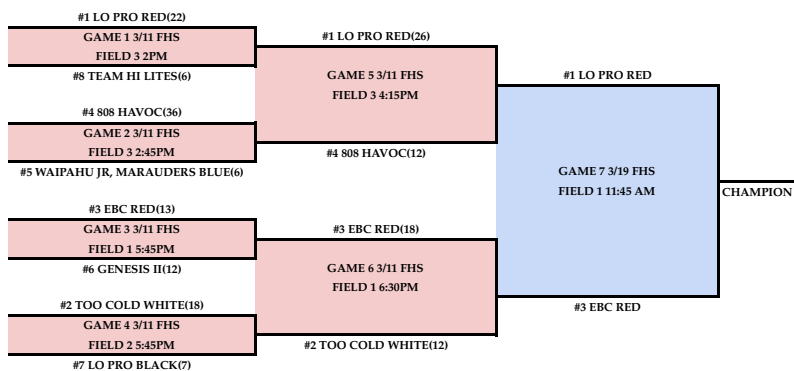 #1 LO PRO RED(22)
GAME 1 3/11 FHS
FIELD 3 2PM
#8 TEAM HI LITES(6)
#4 808 HAVOC(36)
GAME 2 3/11 FHS
FIELD 3 2:45PM
#5 WAIPAHU JR, MARAUDERS BLUE(6)
#3 EBC RED(13)
GAME 3 3/11 FHS
FIELD 1 5:45PM
#6 GENESIS II(12)
#2 TOO COLD WHITE(18)
GAME 4 3/11 FHS
FIELD 2 5:45PM
#7 LO PRO BLACK(7)
#1 LO PRO RED(26)
GAME 5 3/11 FHS
FIELD 3 4:15PM
#4 808 HAVOC(12)
#3 EBC RED(18)
GAME 6 3/11 FHS
FIELD 1 6:30PM
#2 TOO COLD WHITE(12)
#1 LO PRO RED
GAME 7 3/19 FHS
FIELD 1 11:45 AM
#3 EBC RED
CHAMPION